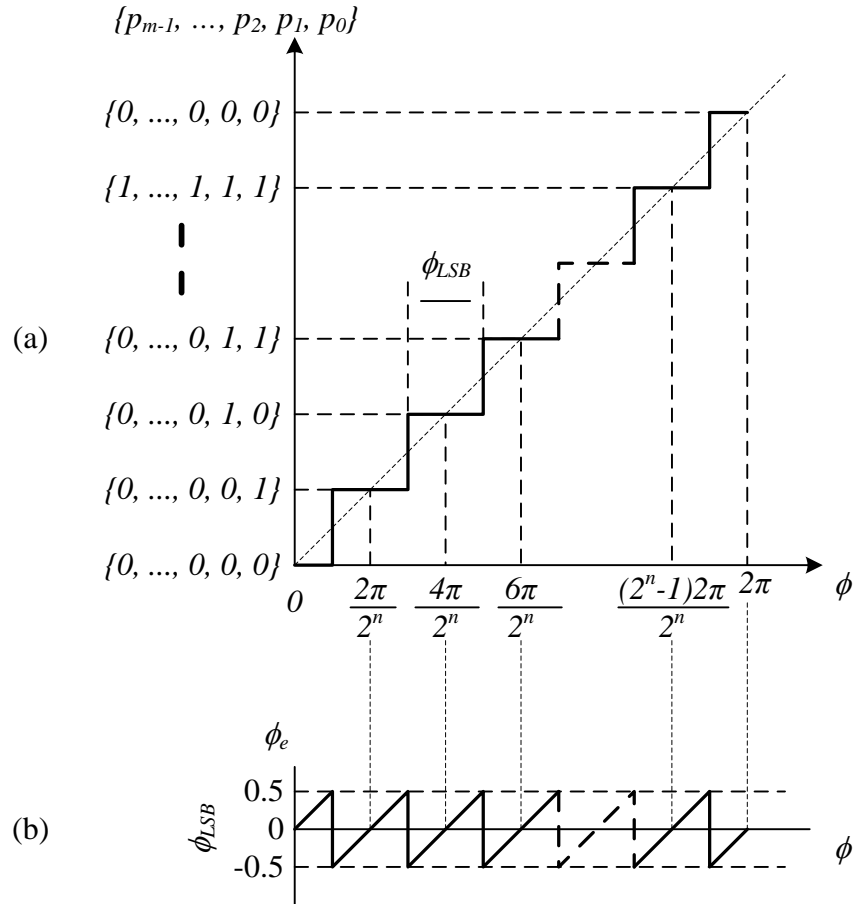 {p_{m-1}, ..., p_2, p_1, p_0}
{0, ..., 0, 0, 0}
{1, ..., 1, 1, 1}
ϕ_{LSB}
(a)
{0, ..., 0, 1, 1}
{0, ..., 0, 1, 0}
{0, ..., 0, 0, 1}
{0, ..., 0, 0, 0}
0
2π/2^n
4π/2^n
6π/2^n
(2^n-1)2π/2^n
2π
ϕ
ϕ_e
(b)
ϕ_{LSB}
0.5
0
-0.5
ϕ